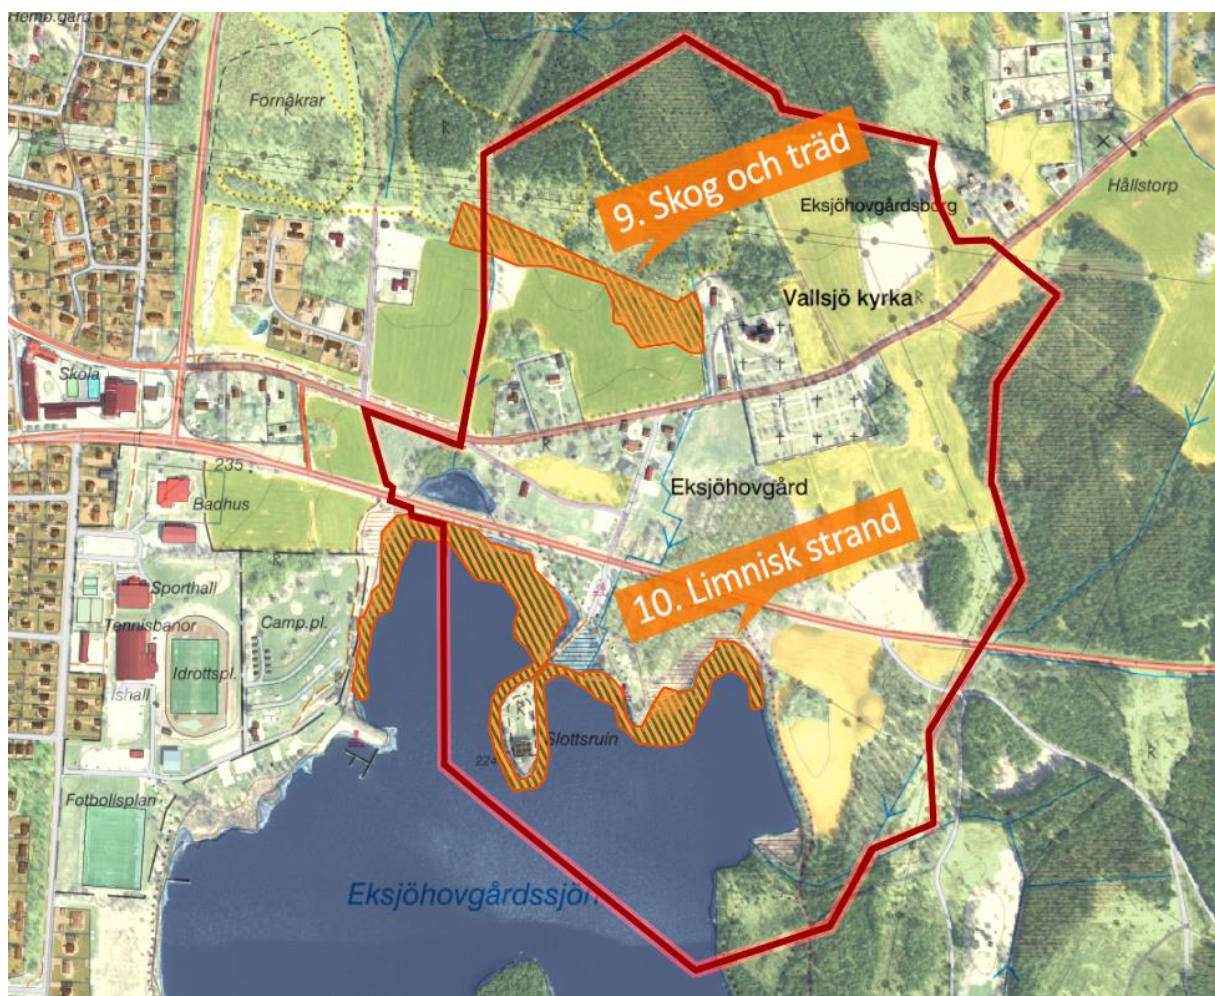 Hemb.gård
Fornåkrar
9. Skog och träd
Hållstorp
Eksjöhovgårdsborg
R
Vallsjö kyrka
R
Skola
R
235
Eksjöhovgård
Badhus
10. Limnisk strand
R
Sporthall
Camp.pl.
Tennisbanor
Idrottspl.
Ishall
R
Slottsruin
224
R
Fotbollsplan
Eksjöhovgårdssjön